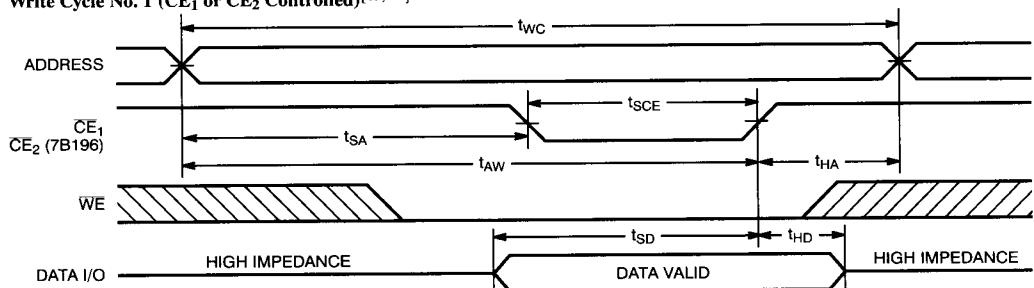 Write Cycle No. 1 (CE1 or CE2 Controlled)
tWC
ADDRESS
CE1
CE2 (7B196)
tSCE
tSA
tAW
tHA
WE
tSD
tHD
DATA I/O
HIGH IMPEDANCE
DATA VALID
HIGH IMPEDANCE